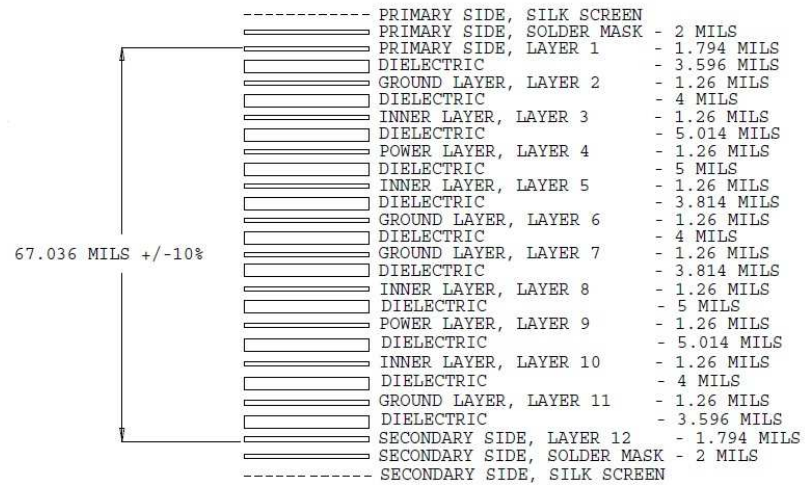 PRIMARY SIDE, SILK SCREEN
PRIMARY SIDE, SOLDER MASK - 2 MILS
PRIMARY SIDE, LAYER 1 - 1.794 MILS
DIELECTRIC - 3.596 MILS
GROUND LAYER, LAYER 2 - 1.26 MILS
DIELECTRIC - 4 MILS
INNER LAYER, LAYER 3 - 1.26 MILS
DIELECTRIC - 5.014 MILS
POWER LAYER, LAYER 4 - 1.26 MILS
DIELECTRIC - 5 MILS
INNER LAYER, LAYER 5 - 1.26 MILS
DIELECTRIC - 3.814 MILS
GROUND LAYER, LAYER 6 - 1.26 MILS
DIELECTRIC - 4 MILS
67.036 MILS +/-10%
GROUND LAYER, LAYER 7 - 1.26 MILS
DIELECTRIC - 3.814 MILS
INNER LAYER, LAYER 8 - 1.26 MILS
DIELECTRIC - 5 MILS
POWER LAYER, LAYER 9 - 1.26 MILS
DIELECTRIC - 5.014 MILS
INNER LAYER, LAYER 10 - 1.26 MILS
DIELECTRIC - 4 MILS
GROUND LAYER, LAYER 11 - 1.26 MILS
DIELECTRIC - 3.596 MILS
SECONDARY SIDE, LAYER 12 - 1.794 MILS
SECONDARY SIDE, SOLDER MASK - 2 MILS
SECONDARY SIDE, SILK SCREEN